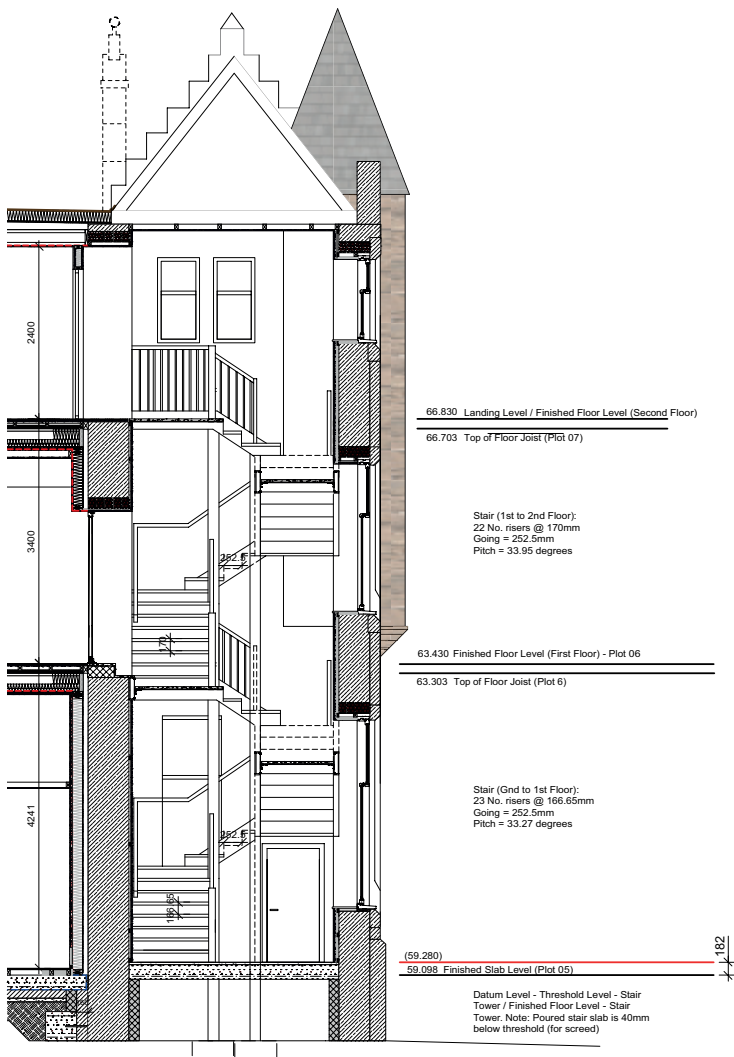 2400
66.830 Landing Level / Finished Floor Level (Second Floor)
66.703 Top of Floor Joist (Plot 07)
Stair (1st to 2nd Floor):
22 No. risers @ 170mm
Going = 252.5mm
Pitch = 33.95 degrees
3400
252.5
170
63.430 Finished Floor Level (First Floor) - Plot 06
63.303 Top of Floor Joist (Plot 6)
Stair (Gnd to 1st Floor):
23 No. risers @ 166.65mm
Going = 252.5mm
Pitch = 33.27 degrees
4241
252.5
166.65
(59.280)
182
59.098 Finished Slab Level (Plot 05)
Datum Level - Threshold Level - Stair
Tower / Finished Floor Level - Stair
Tower. Note: Poured stair slab is 40mm
below threshold (for screed)